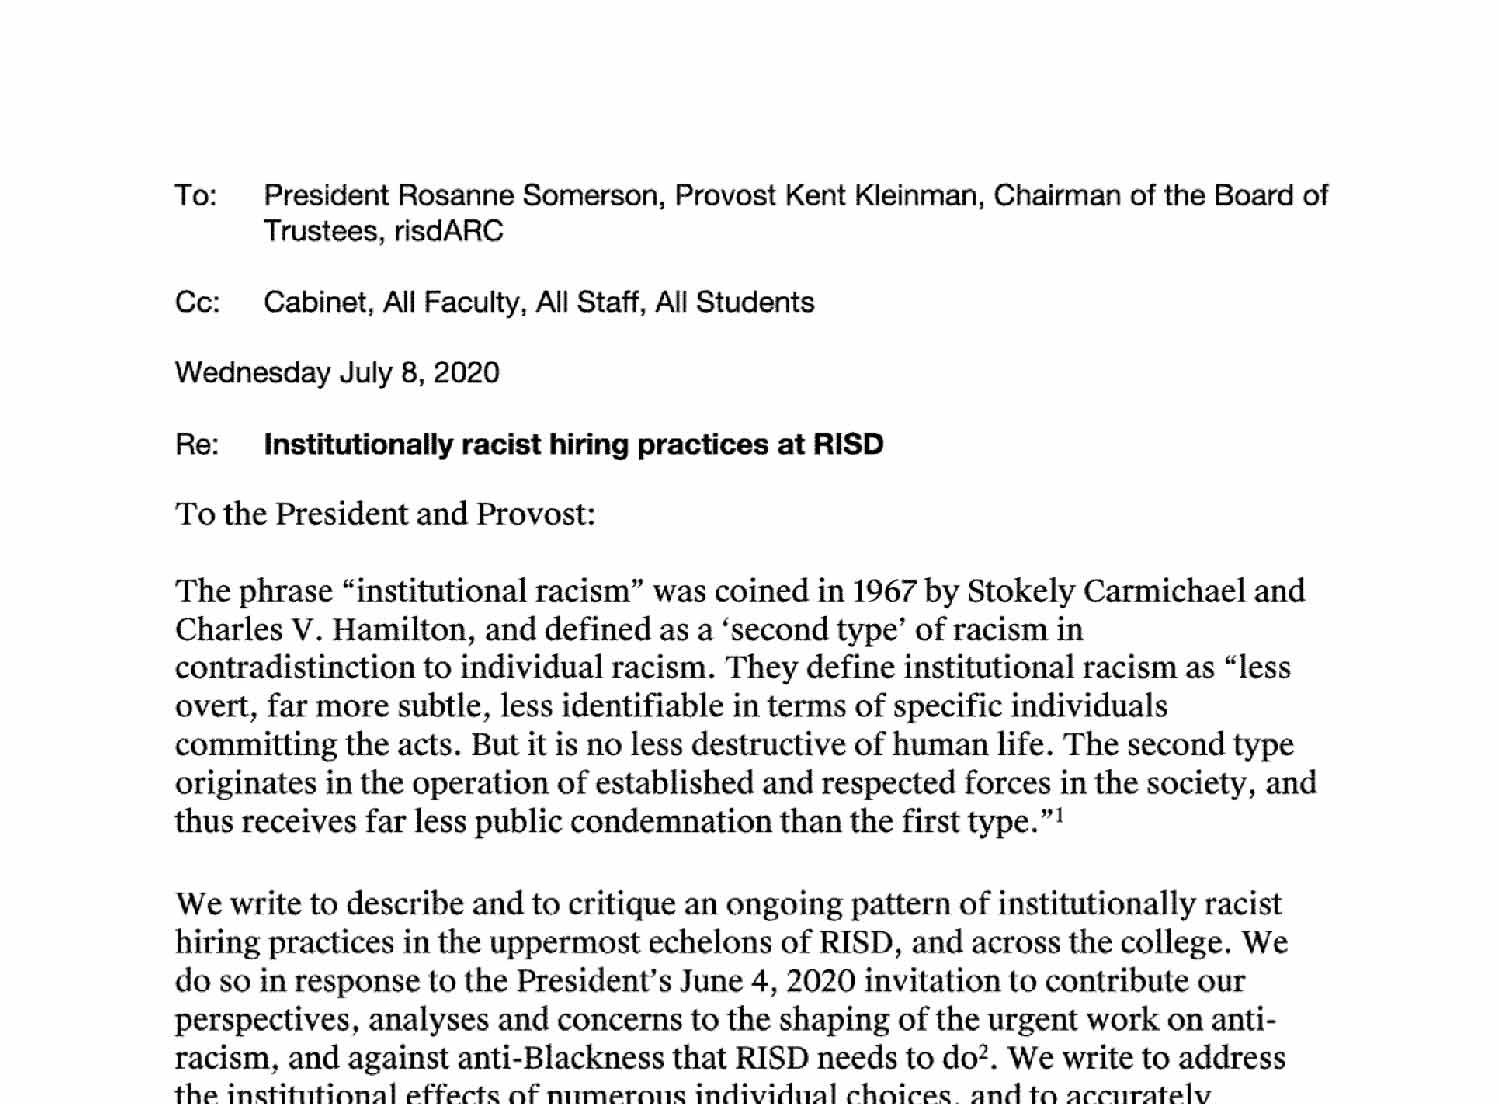 To: President Rosanne Somerson, Provost Kent Kleinman, Chairman of the Board of
Trustees, risdARC
Cc: Cabinet, All Faculty, All Staff, All Students
Wednesday July 8, 2020
Re: Institutionally racist hiring practices at RISD
To the President and Provost:
The phrase “institutional racism” was coined in 1967 by Stokely Carmichael and
Charles V. Hamilton, and defined as a ‘second type’ of racism in
contradistinction to individual racism. They define institutional racism as “less
overt, far more subtle, less identifiable in terms of specific individuals
committing the acts. But it is no less destructive of human life. The second type
originates in the operation of established and respected forces in the society, and
thus receives far less public condemnation than the first type.”1
We write to describe and to critique an ongoing pattern of institutionally racist
hiring practices in the uppermost echelons of RISD, and across the college. We
do so in response to the President’s June 4, 2020 invitation to contribute our
perspectives, analyses and concerns to the shaping of the urgent work on anti-
racism, and against anti-Blackness that RISD needs to do2. We write to address
the institutional effects of numerous individual choices, and to accurately